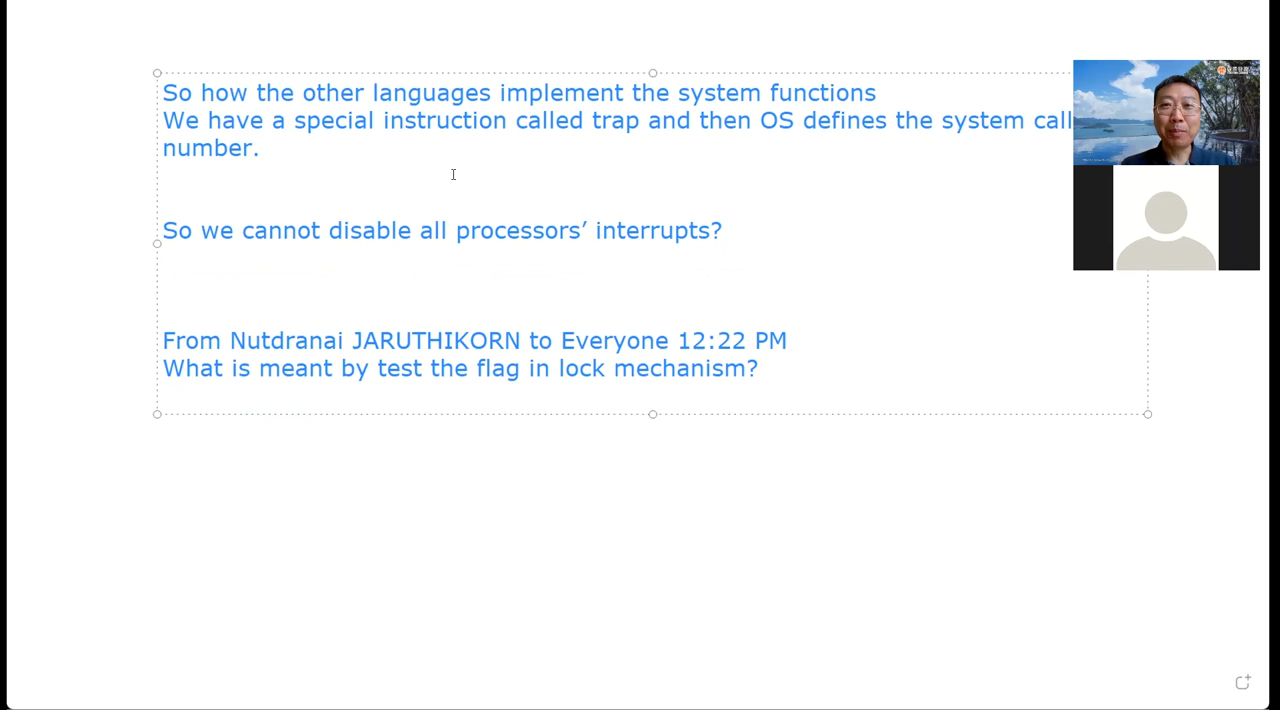 So how the other languages implement the system functions
We have a special instruction called trap and then OS defines the system call
number.
So we cannot disable all processors’ interrupts?
From Nutdranai JARUTHIKORN to Everyone 12:22 PM
What is meant by test the flag in lock mechanism?